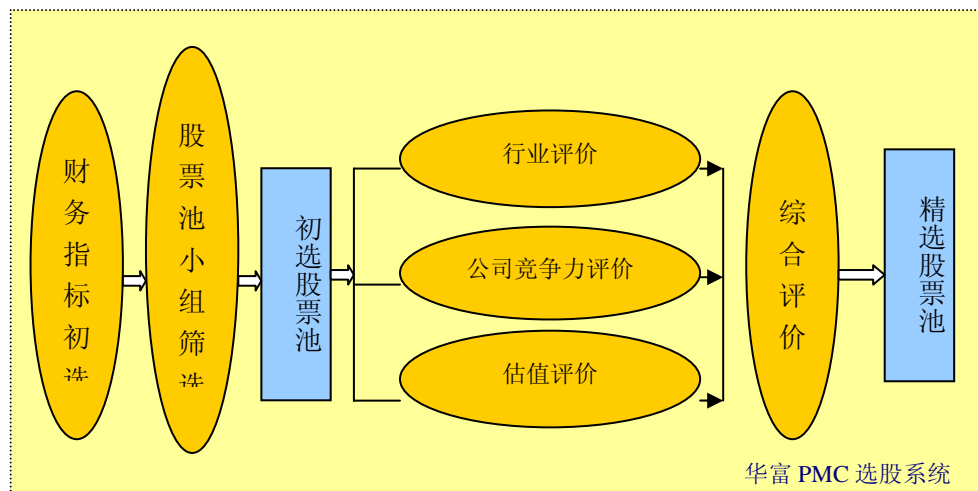 财务指标初选
股票池小组筛选
初选股票池
行业评价
公司竞争力评价
估值评价
综合评价
精选股票池
华富 PMC 选股系统